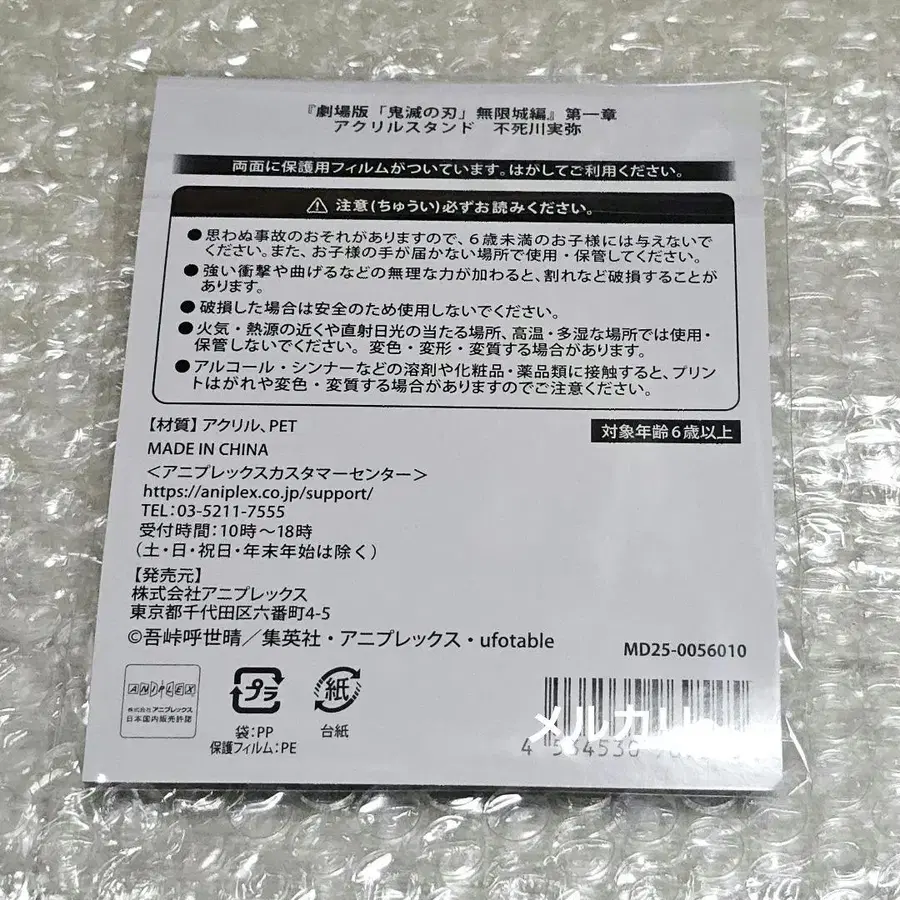 『劇場版「鬼滅の刃」無限城編』第一章
アクリルスタンド 不死川実弥
両面に保護用フィルムがついています。はがしてご利用ください。
⚠ 注意(ちゅうい)必ずお読みください。
●思わぬ事故のおそれがありますので、6歳未満のお子様には与えないで
ください。また、お子様の手が届かない場所で使用・保管してください。
●強い衝撃や曲げるなどの無理な力が加わると、割れなど破損することが
あります。
●破損した場合は安全のため使用しないでください。
●火気・熱源の近くや直射日光の当たる場所、高温・多湿な場所では使用・
保管しないでください。変色・変形・変質する場合があります。
●アルコール・シンナーなどの溶剤や化粧品・薬品類に接触すると、プリン
トはがれや変色・変質する場合がありますのでご注意ください。
【材質】アクリル、PET
対象年齢6歳以上
MADE IN CHINA
<アニプレックスカスタマーセンター>
https://aniplex.co.jp/support/
TEL:03-5211-7555
受付時間:10時~18時
(土・日・祝日・年末年始は除く)
【発売元】
株式会社アニプレックス
東京都千代田区六番町4-5
©吾峠呼世晴/集英社・アニプレックス・ufotable
MD25-0056010
ANIPLEX
株式会社アニプレックス
日本国内販売許諾
プラ
袋:PP
保護フィルム:PE
紙
台紙
メルカリ
4 534530